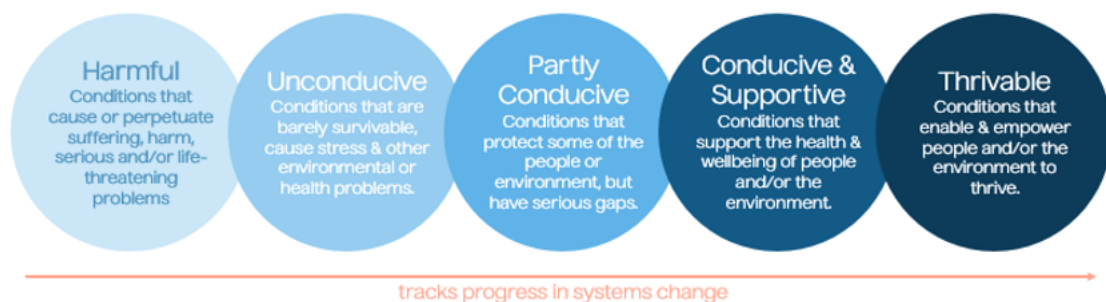 Harmful
Conditions that
cause or perpetuate
suffering, harm,
serious and/or life-
threatening
problems
Unconducive
Conditions that are
barely survivable,
cause stress & other
environmental or
health problems.
Partly
Conducive
Conditions that
protect some of the
people or
environment, but
have serious gaps.
Conducive &
Supportive
Conditions that
support the health &
wellbeing of people
and/or the
environment.
Thrivable
Conditions that
enable & empower
people and/or the
environment to
thrive.
tracks progress in systems change